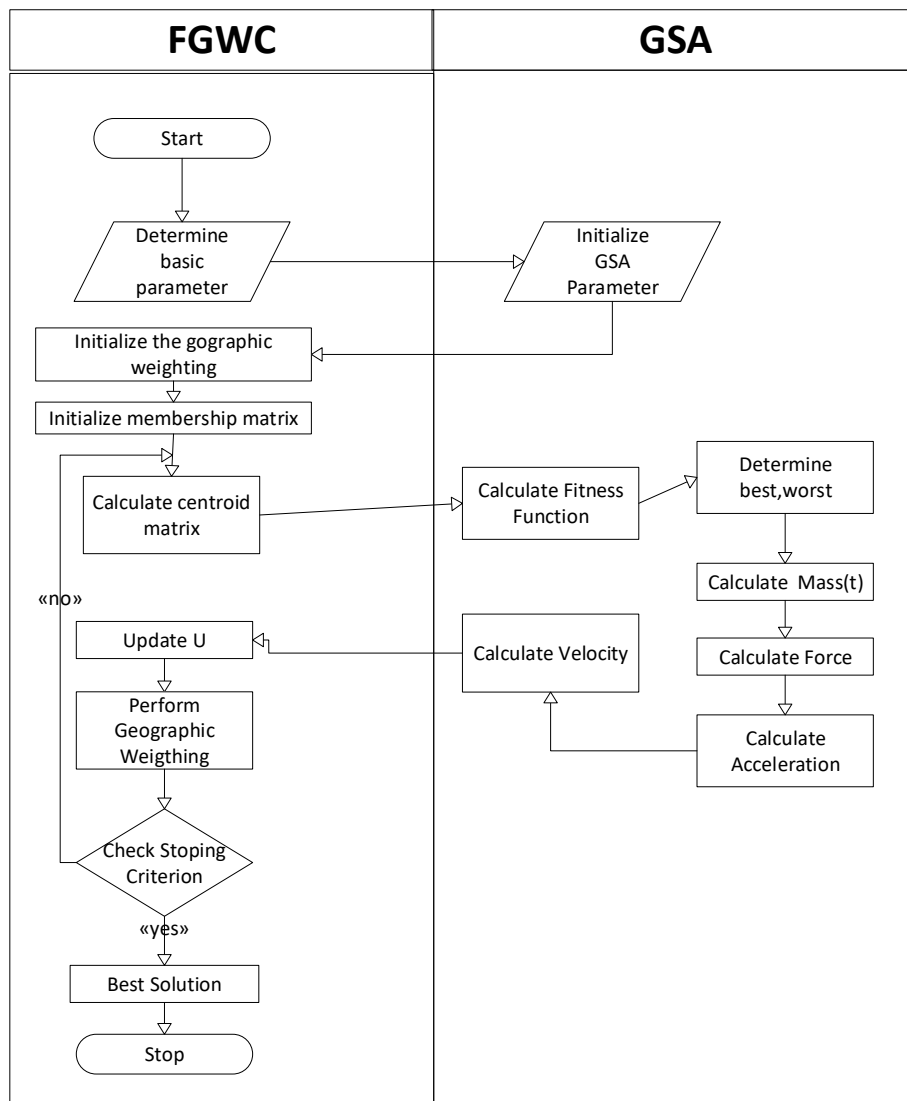 FGWC
GSA
Start
Determine
basic
parameter
Initialize
GSA
Parameter
Initialize the gographic
weighting
Initialize membership matrix
Calculate centroid
matrix
Calculate Fitness
Function
Determine
best,worst
Calculate Mass(t)
Calculate Force
Calculate
Acceleration
Calculate Velocity
«no»
Update U
Perform
Geographic
Weigthing
Check Stoping
Criterion
«yes»
Best Solution
Stop